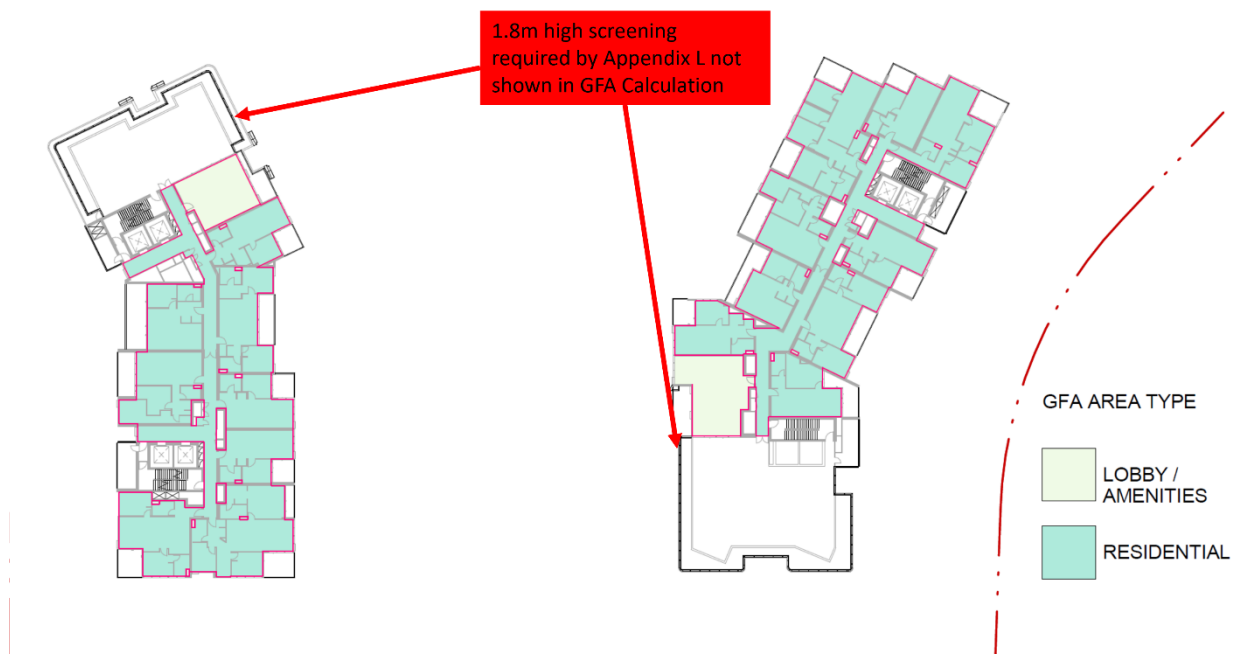 1.8m high screening
required by Appendix L not
shown in GFA Calculation
GFA AREA TYPE
LOBBY /
AMENITIES
RESIDENTIAL